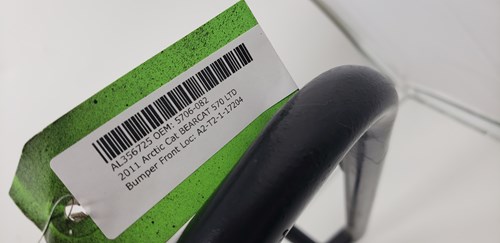 AL356725 OEM: 5706-082
2011 Arctic Cat BEARCAT 570 LTD
Bumper Front Loc: A2-T2-1-17204